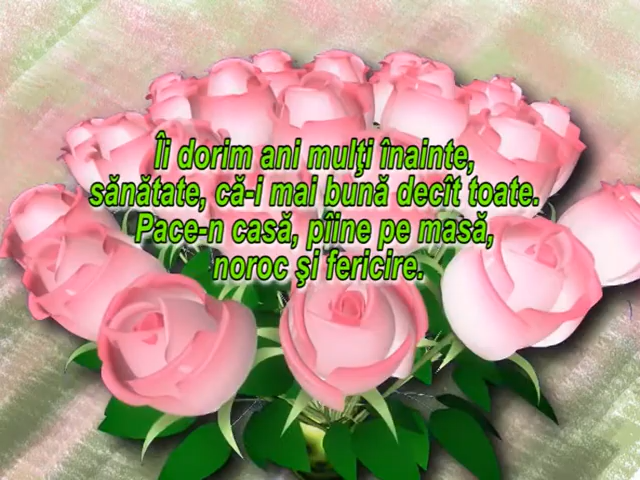 Îi dorim ani mulţi înainte,
sănătate, că-i mai bună decît toate.
Pace-n casă, pîine pe masă,
noroc şi fericire.